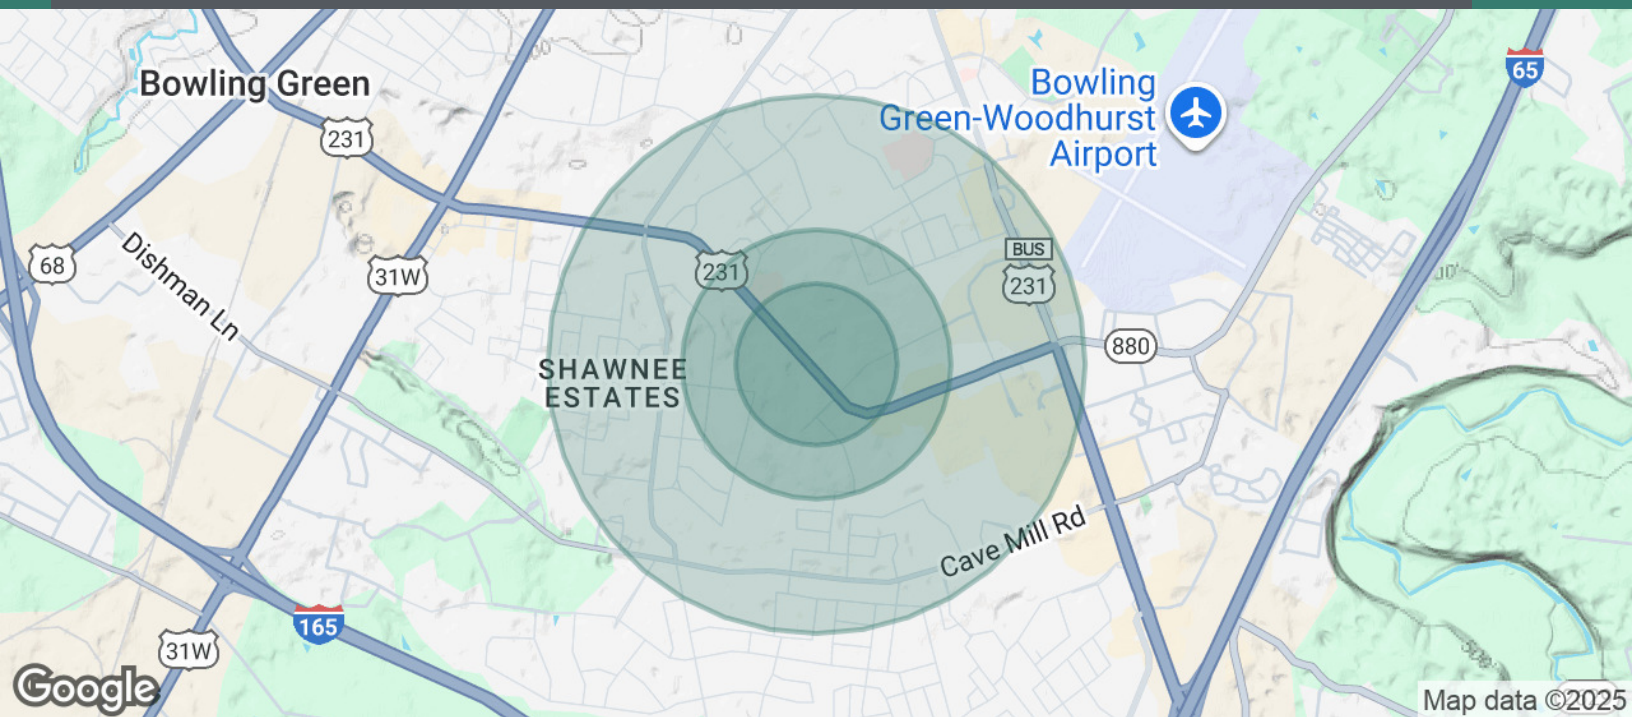 65
Bowling
Green-Woodhurst
Airport
Bowling Green
231
BUS
231
231
68
Dishman Ln
31W
880
SHAWNEE
ESTATES
Cave Mill Rd
165
31W
Google
Map data ©2025